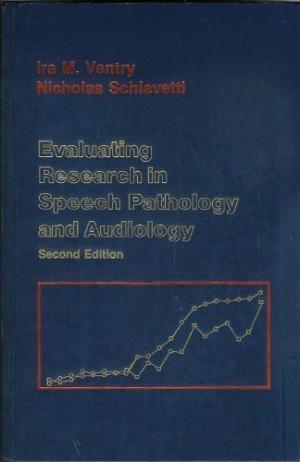 Ira M. Ventry
Nicholas Schiavetti
Evaluating
Research in
Speech Pathology
and Audiology
Second Edition